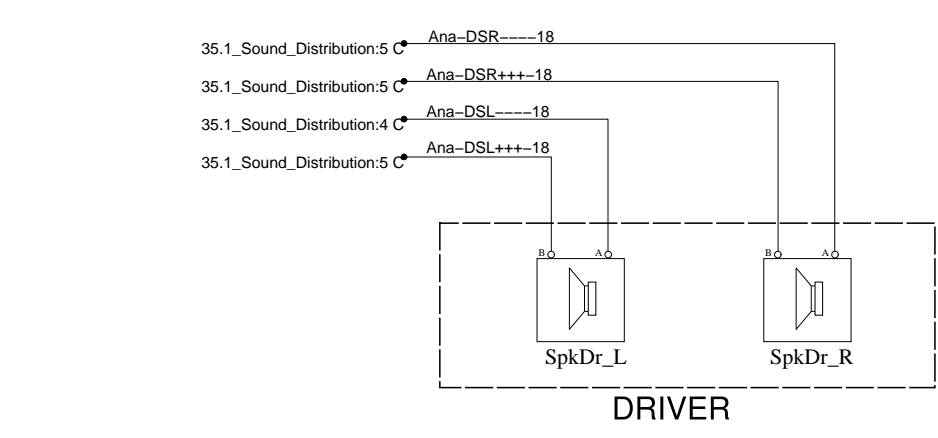 Ana−DSR−−−−18
35.1_Sound_Distribution:5 C
Ana−DSR+++−18
35.1_Sound_Distribution:5 C
Ana−DSL−−−−18
35.1_Sound_Distribution:4 C
Ana−DSL+++−18
35.1_Sound_Distribution:5 C
B A B A
SpkDr_L SpkDr_R
DRIVER